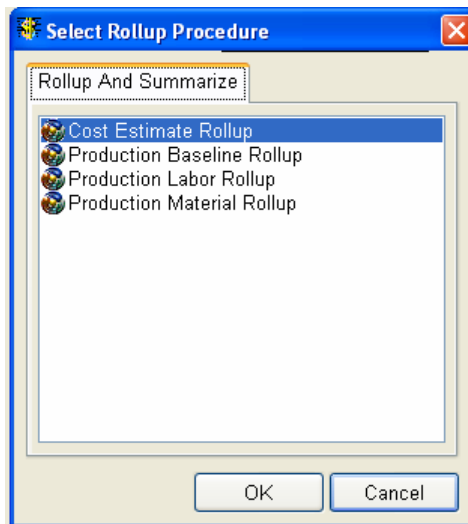 Select Rollup Procedure
Rollup And Summarize
Cost Estimate Rollup
Production Baseline Rollup
Production Labor Rollup
Production Material Rollup
OK Cancel